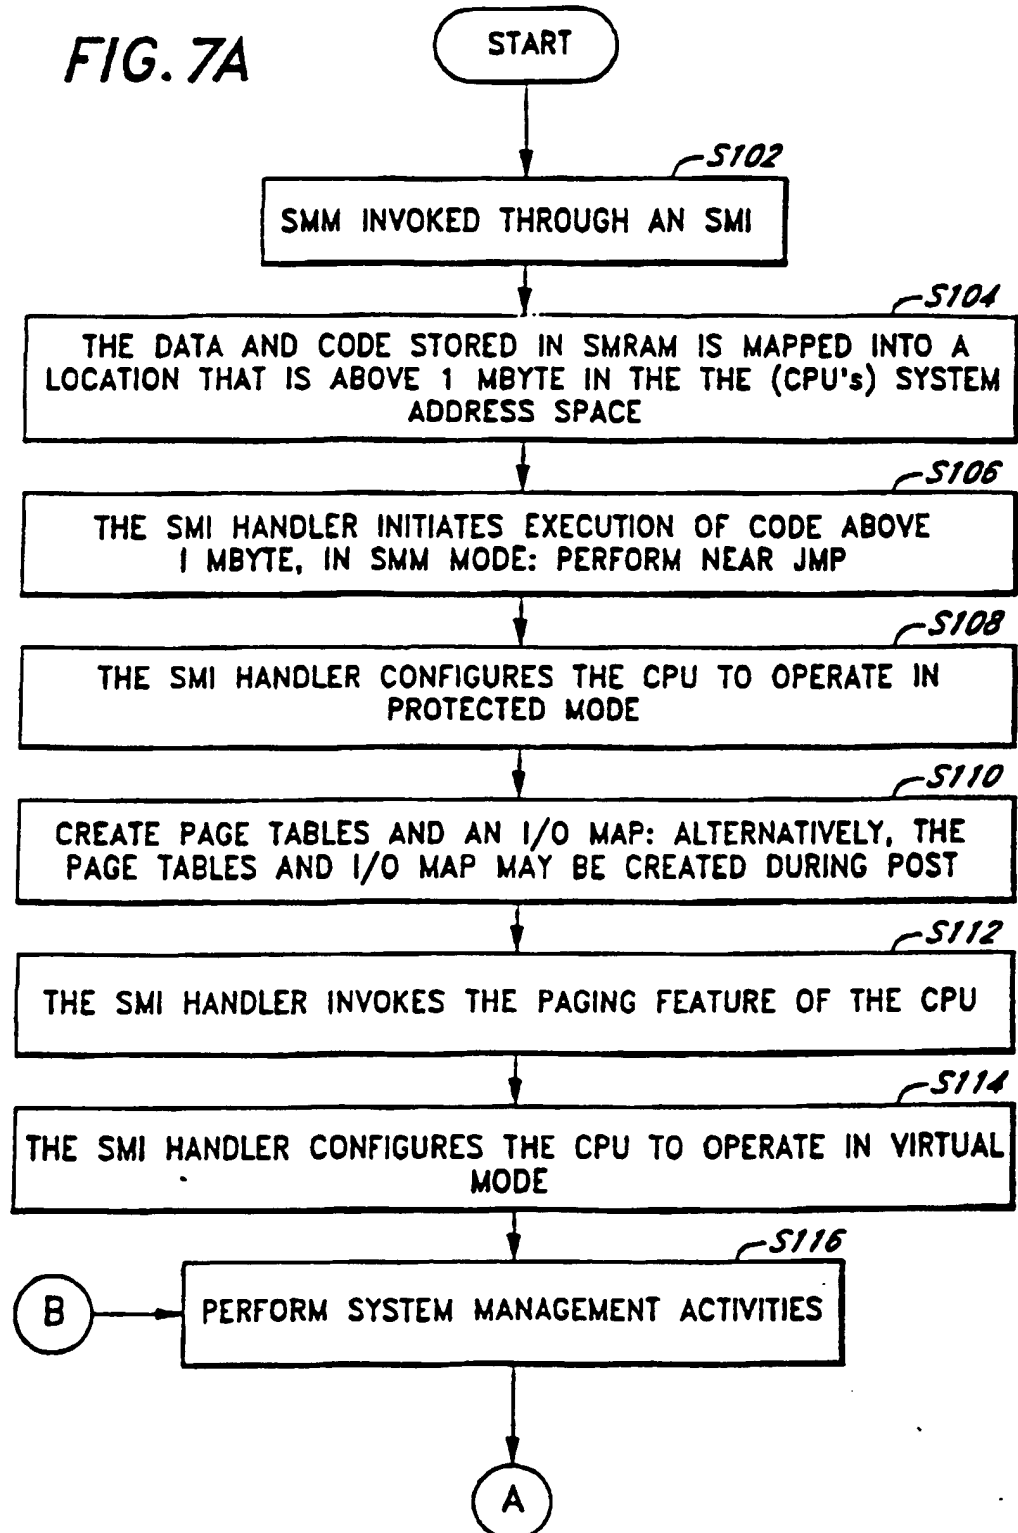 FIG. 7A
START
S102
SMM INVOKED THROUGH AN SMI
S104
THE DATA AND CODE STORED IN SMRAM IS MAPPED INTO A
LOCATION THAT IS ABOVE 1 MBYTE IN THE THE (CPU's) SYSTEM
ADDRESS SPACE
S106
THE SMI HANDLER INITIATES EXECUTION OF CODE ABOVE
1 MBYTE, IN SMM MODE: PERFORM NEAR JMP
S108
THE SMI HANDLER CONFIGURES THE CPU TO OPERATE IN
PROTECTED MODE
S110
CREATE PAGE TABLES AND AN I/O MAP: ALTERNATIVELY, THE
PAGE TABLES AND I/O MAP MAY BE CREATED DURING POST
S112
THE SMI HANDLER INVOKES THE PAGING FEATURE OF THE CPU
S114
THE SMI HANDLER CONFIGURES THE CPU TO OPERATE IN VIRTUAL
MODE
S116
B
PERFORM SYSTEM MANAGEMENT ACTIVITIES
A